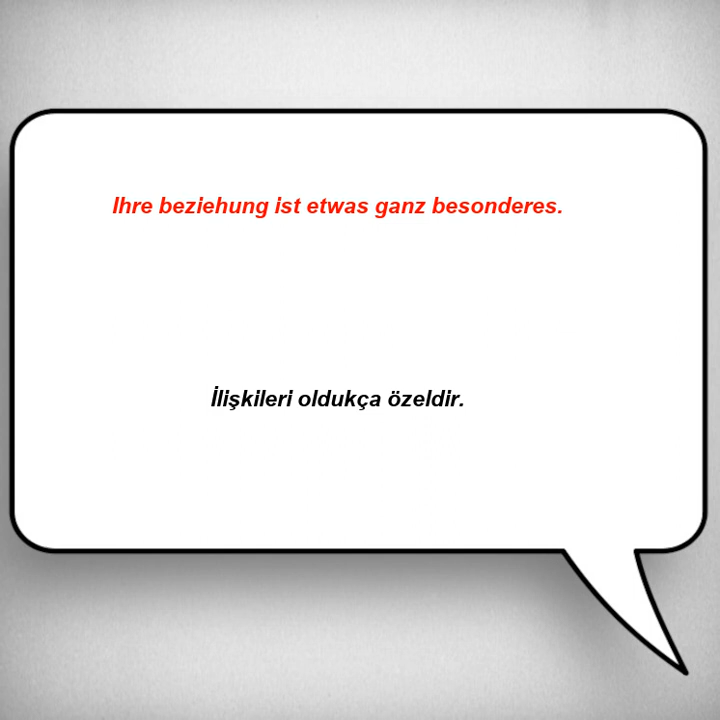 Ihre beziehung ist etwas ganz besonderes.
İlişkileri oldukça özeldir.